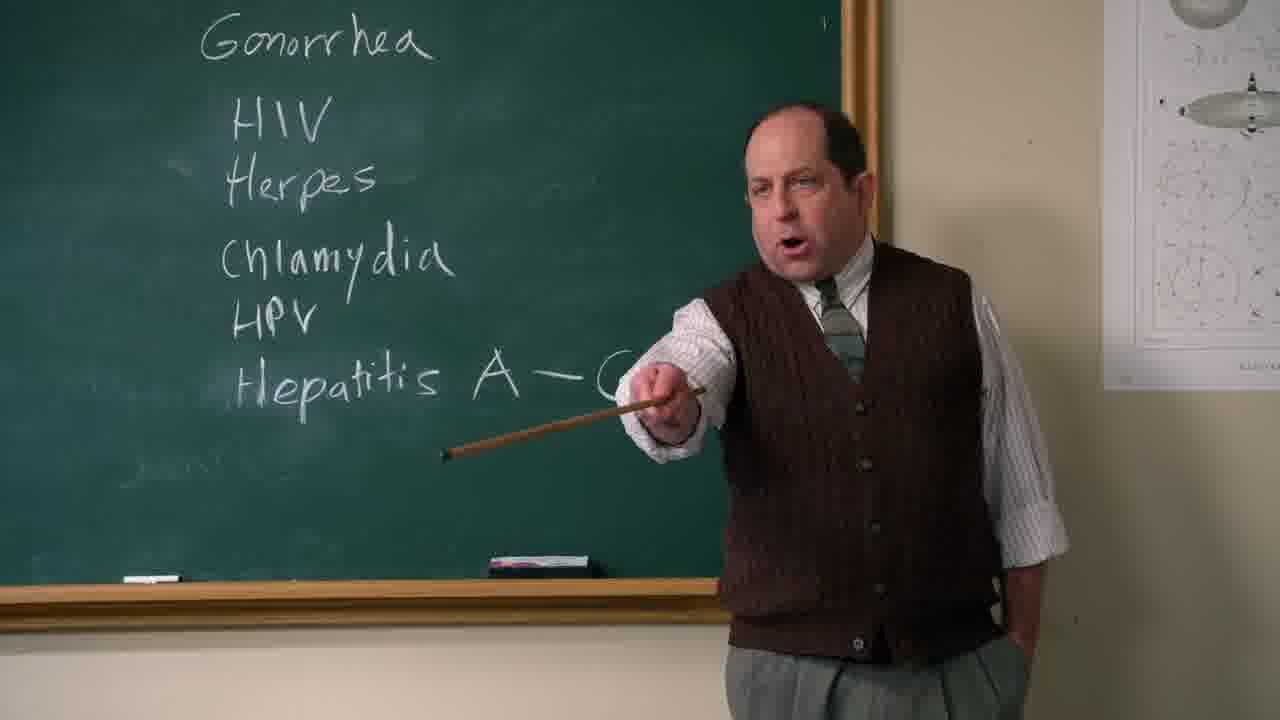 Gonorrhea
HIV
Herpes
Chlamydia
HPV
Hepatitis A – C